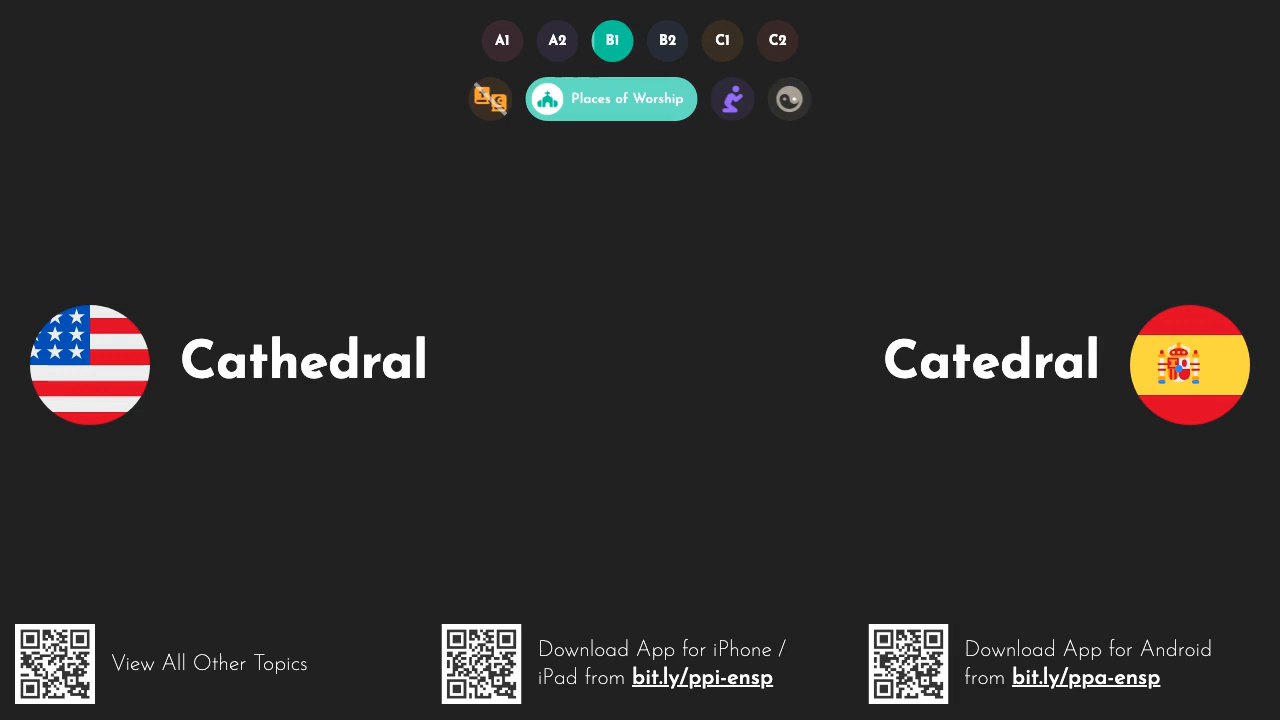 A1 A2 B1 B2 C1 C2
Places of Worship
Cathedral
Catedral
View All Other Topics
Download App for iPhone /
iPad from bit.ly/ppi-ensp
Download App for Android
from bit.ly/ppa-ensp